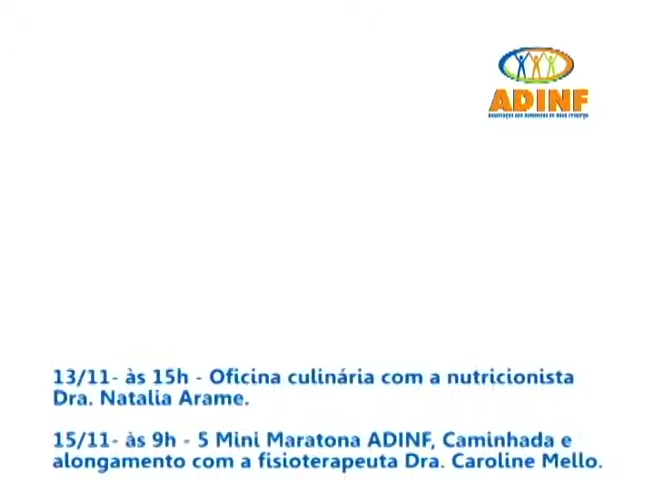 ADINF
13/11- às 15h - Oficina culinária com a nutricionista
Dra. Natalia Arame.
15/11- às 9h - 5 Mini Maratona ADINF, Caminhada e
alongamento com a fisioterapeuta Dra. Caroline Mello.